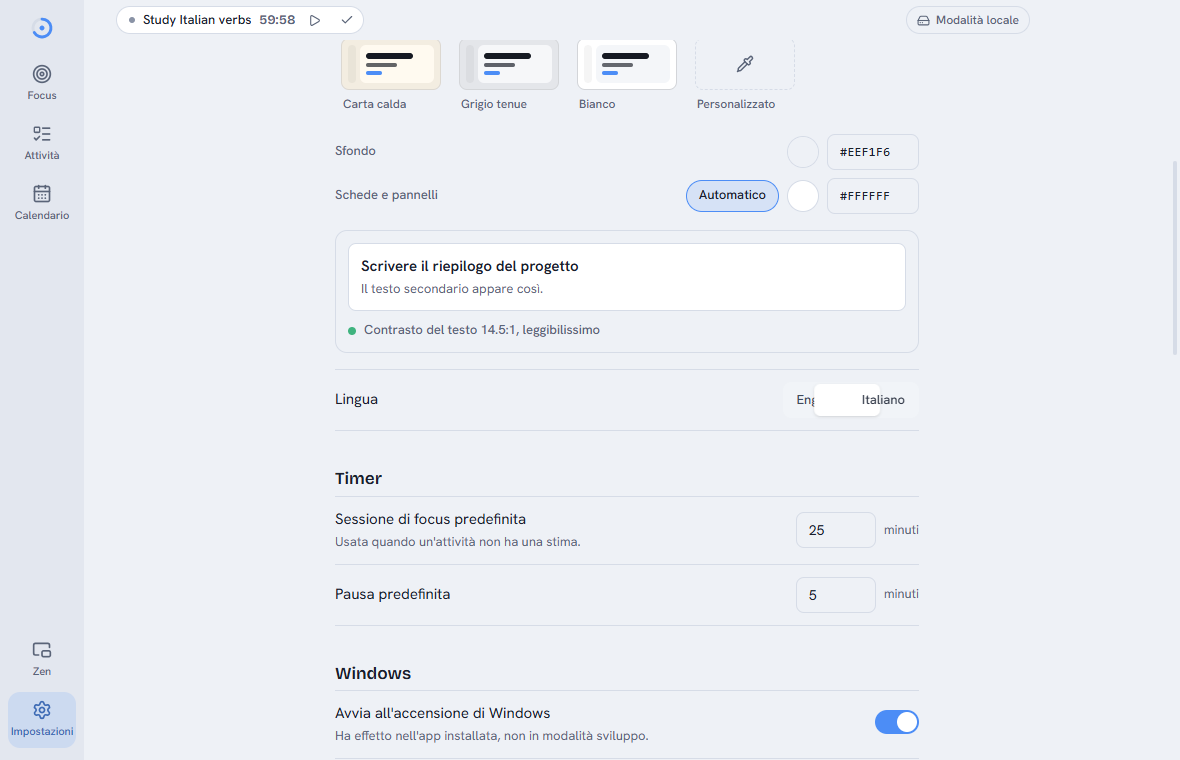 Study Italian verbs 59:58
Modalità locale
Focus
Attività
Calendario
Zen
Impostazioni
Carta calda
Grigio tenue
Bianco
Personalizzato
Sfondo
#EEF1F6
Schede e pannelli
Automatico
#FFFFFF
Scrivere il riepilogo del progetto
Il testo secondario appare così.
Contrasto del testo 14.5:1, leggibilissimo
Lingua
Italiano
Timer
Sessione di focus predefinita
Usata quando un'attività non ha una stima.
25 minuti
Pausa predefinita
5 minuti
Windows
Avvia all'accensione di Windows
Ha effetto nell'app installata, non in modalità sviluppo.